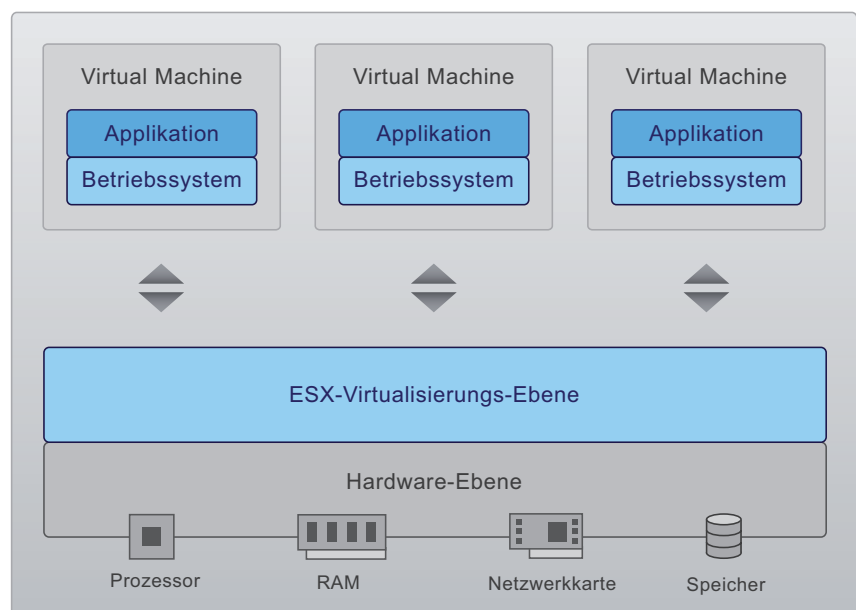 Virtual Machine
Virtual Machine
Virtual Machine
Applikation
Applikation
Applikation
Betriebssystem
Betriebssystem
Betriebssystem
ESX-Virtualisierungs-Ebene
Hardware-Ebene
Prozessor
RAM
Netzwerkkarte
Speicher